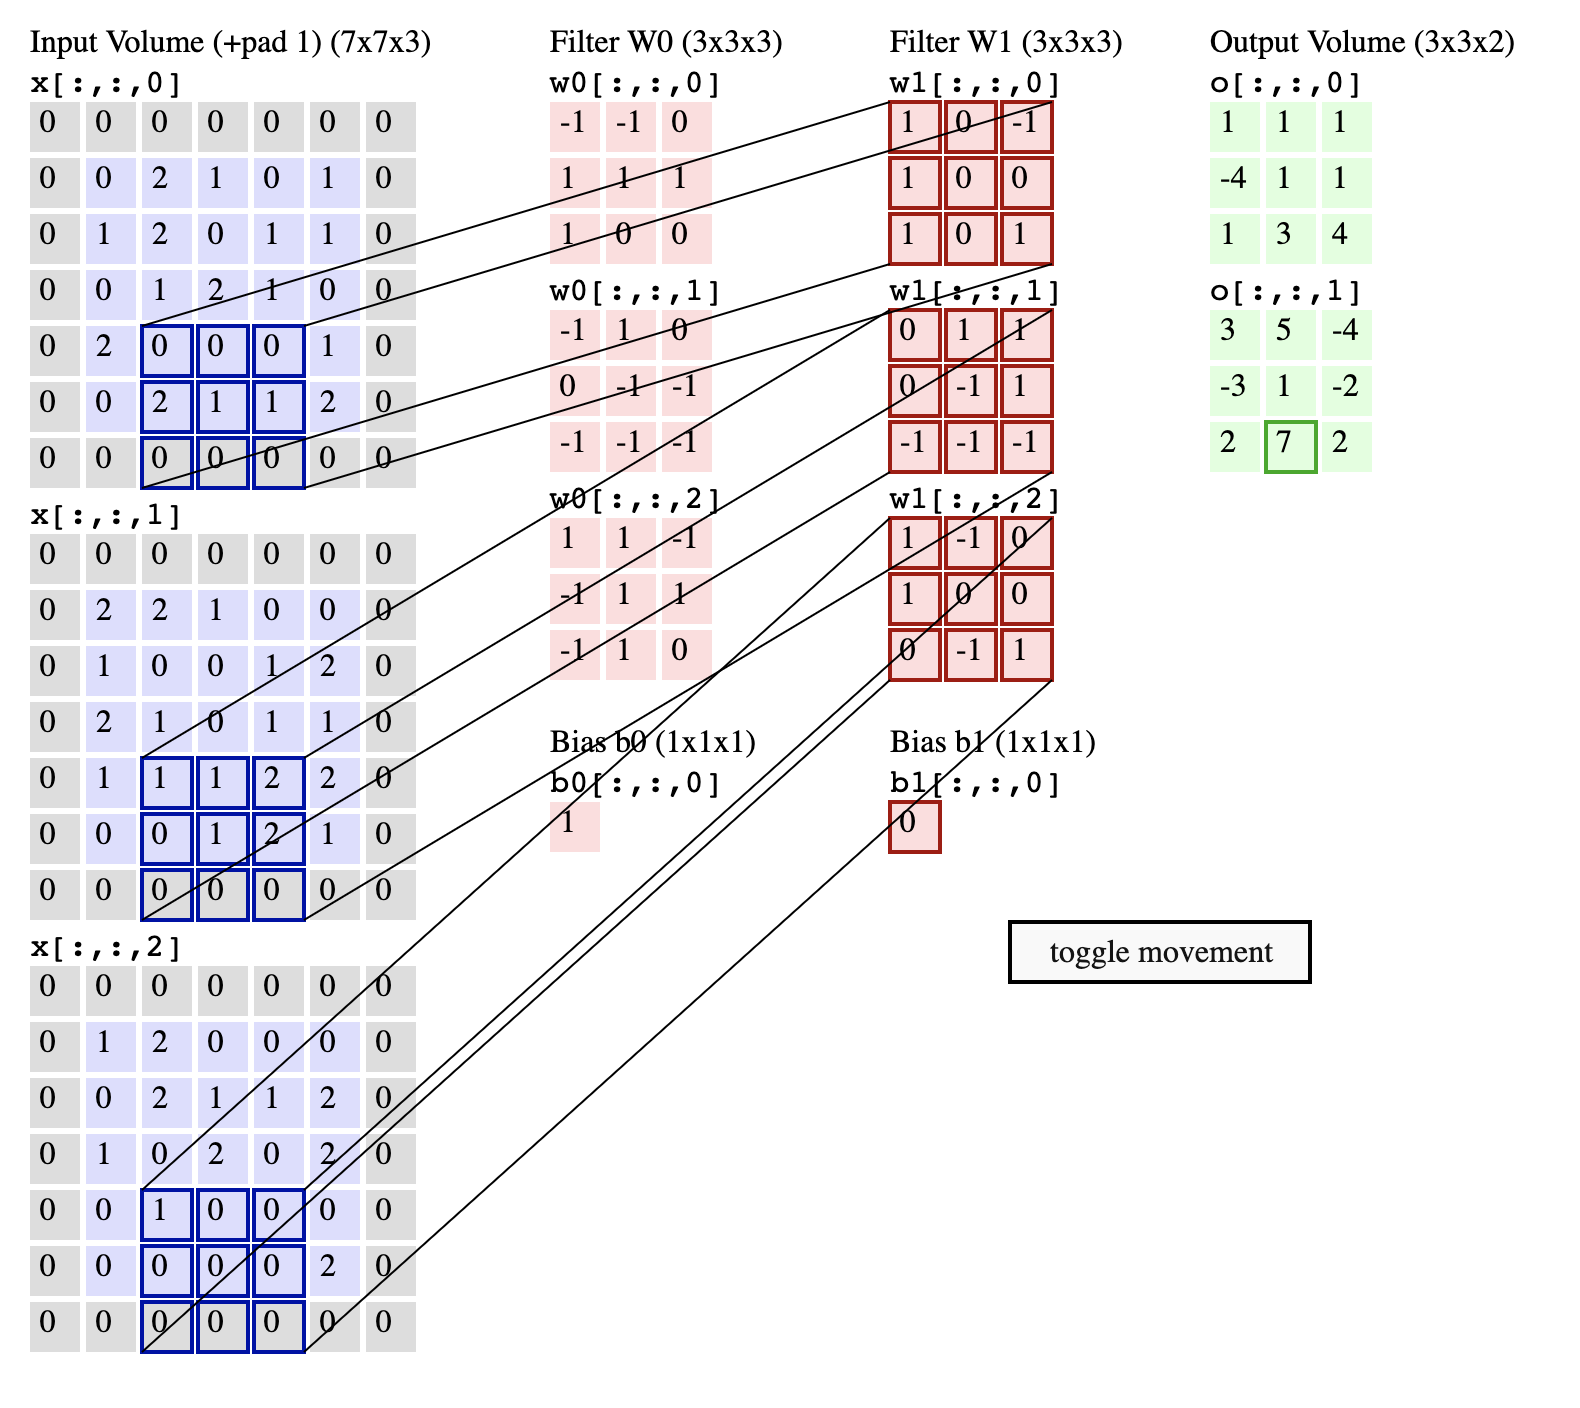 Input Volume (+pad 1) (7x7x3)
x[:,:,0]
0 0 0 0 0 0 0
0 0 2 1 0 1 0
0 1 2 0 1 1 0
0 0 1 2 1 0 0
0 2 0 0 0 1 0
0 0 2 1 1 2 0
0 0 0 0 0 0 0
x[:,:,1]
0 0 0 0 0 0 0
0 2 2 1 0 0 0
0 1 0 0 1 2 0
0 2 1 0 1 1 0
0 1 1 1 2 2 0
0 0 0 1 2 1 0
0 0 0 0 0 0 0
x[:,:,2]
0 0 0 0 0 0 0
0 1 2 0 0 0 0
0 0 2 1 1 2 0
0 1 0 2 0 2 0
0 0 1 0 0 0 0
0 0 0 0 0 2 0
0 0 0 0 0 0 0
Filter W0 (3x3x3)
w0[:,:,0]
-1 -1 0
1 1 1
1 0 0
w0[:,:,1]
-1 1 0
0 -1 -1
-1 -1 -1
w0[:,:,2]
1 1 -1
-1 1 1
-1 1 0
Bias b0 (1x1x1)
b0[:,:,0]
1
Filter W1 (3x3x3)
w1[:,:,0]
1 0 -1
1 0 0
1 0 1
w1[:,:,1]
0 1 1
0 -1 1
-1 -1 -1
w1[:,:,2]
1 -1 0
1 0 0
0 -1 1
Bias b1 (1x1x1)
b1[:,:,0]
0
Output Volume (3x3x2)
o[:,:,0]
1 1 1
-4 1 1
1 3 4
o[:,:,1]
3 5 -4
-3 1 -2
2 7 2
toggle movement